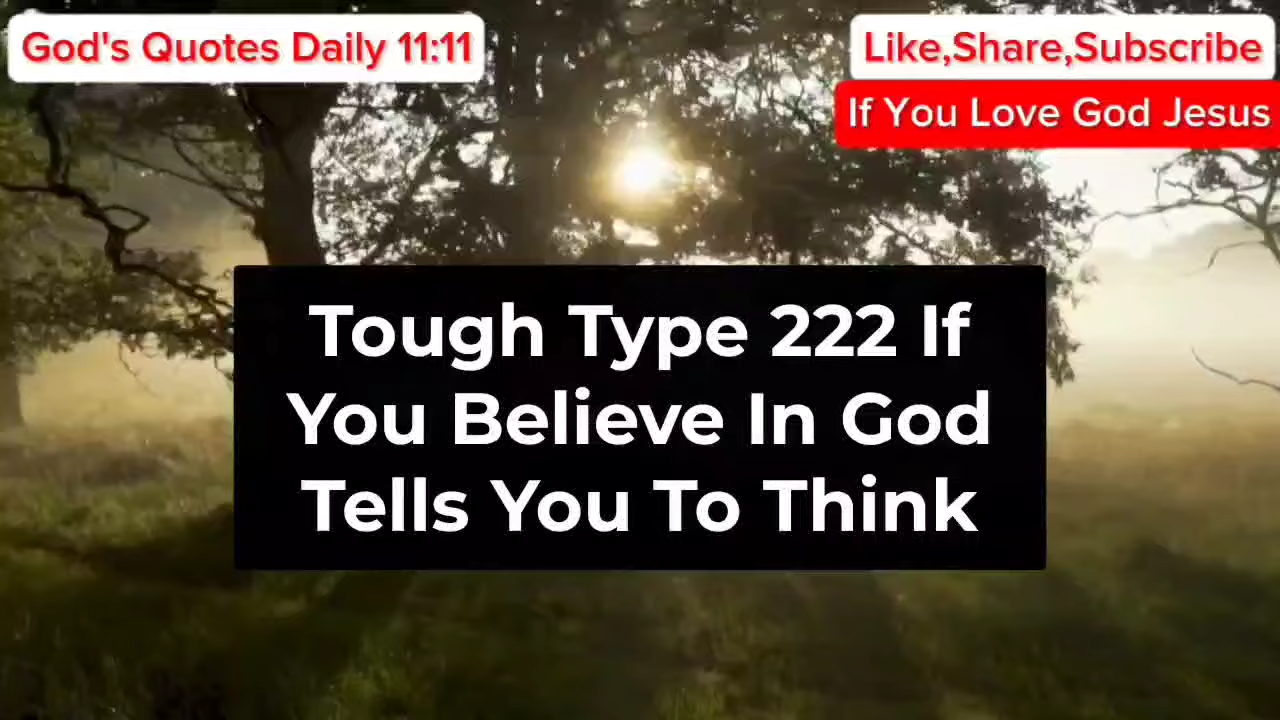 God's Quotes Daily 11:11
Like,Share,Subscribe
If You Love God Jesus
Tough Type 222 If
You Believe In God
Tells You To Think